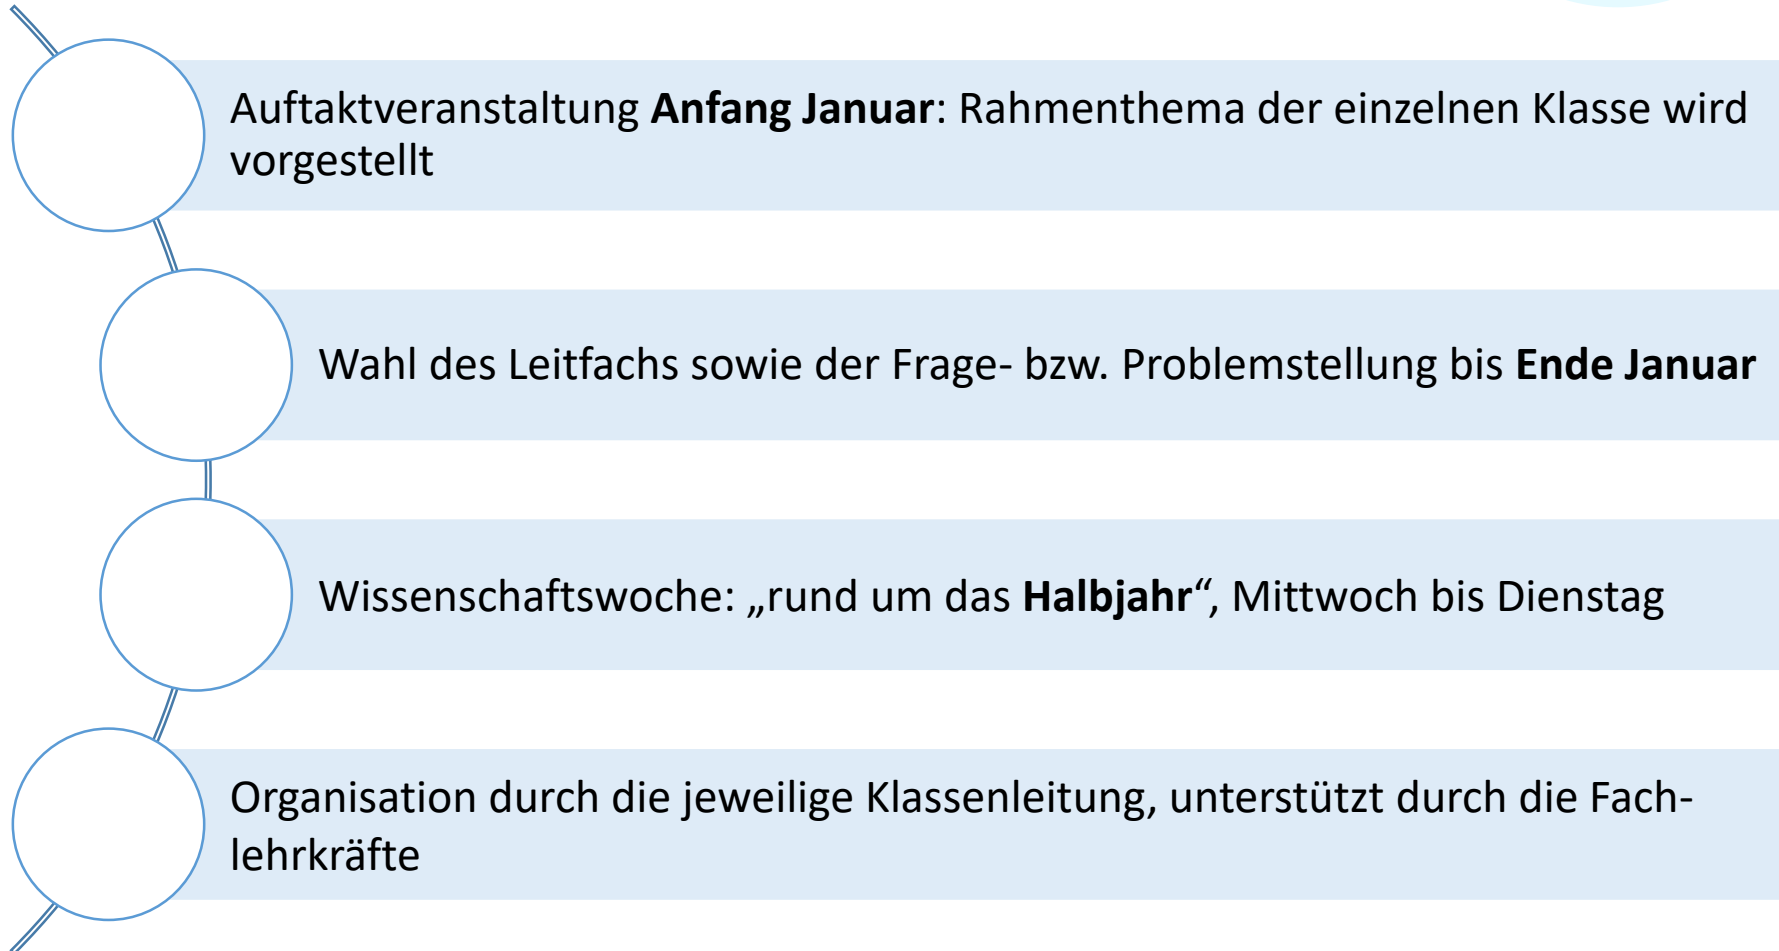 Auftaktveranstaltung Anfang Januar: Rahmenthema der einzelnen Klasse wird
vorgestellt
Wahl des Leitfachs sowie der Frage- bzw. Problemstellung bis Ende Januar
Wissenschaftswoche: „rund um das Halbjahr“, Mittwoch bis Dienstag
Organisation durch die jeweilige Klassenleitung, unterstützt durch die Fach-
lehrkräfte